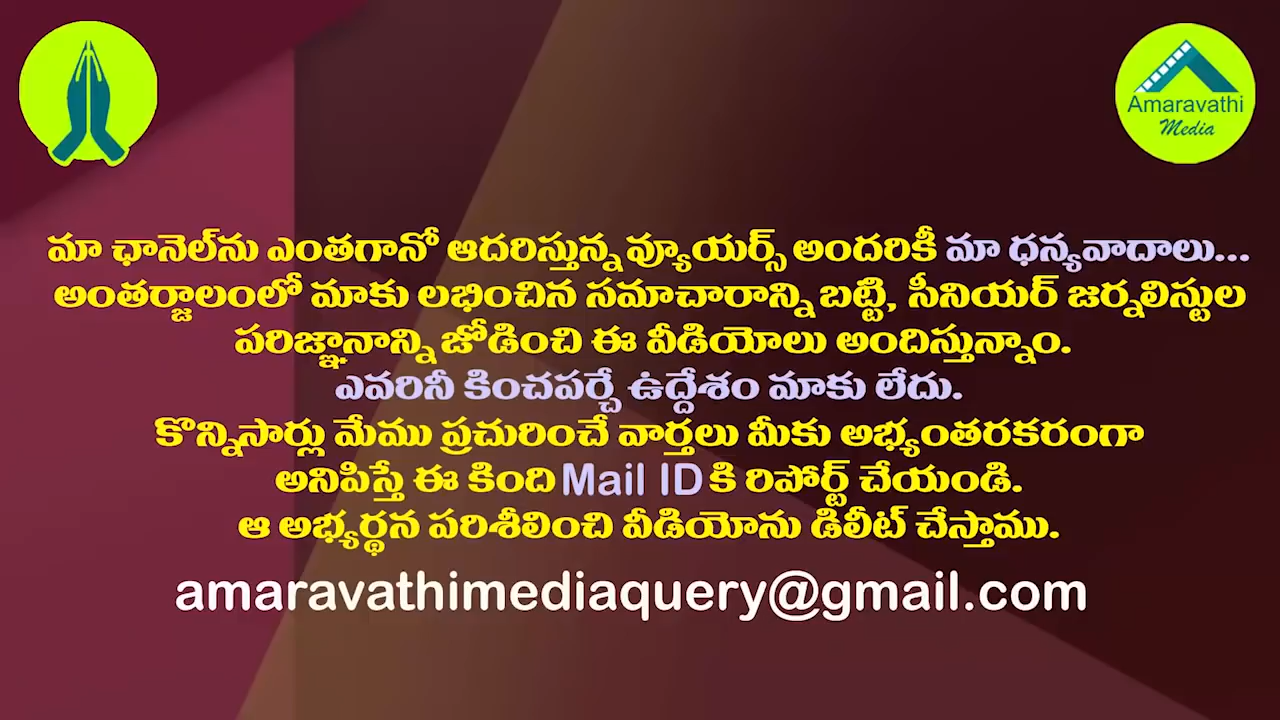 Amaravathi
Media
మా ఛానెల్‌ను ఎంతగానో ఆదరిస్తున్న వ్యూయర్స్ అందరికీ మా ధన్యవాదాలు...
అంతర్జాలంలో మాకు లభించిన సమాచారాన్ని బట్టి, సీనియర్ జర్నలిస్టుల
పరిజ్ఞానాన్ని జోడించి ఈ వీడియోలు అందిస్తున్నాం.
ఎవరినీ కించపర్చే ఉద్దేశం మాకు లేదు.
కొన్నిసార్లు మేము ప్రచురించే వార్తలు మీకు అభ్యంతరకరంగా
అనిపిస్తే ఈ కింది Mail ID కి రిపోర్ట్ చేయండి.
ఆ అభ్యర్థన పరిశీలించి వీడియోను డిలీట్ చేస్తాము.
amaravathimediaquery@gmail.com